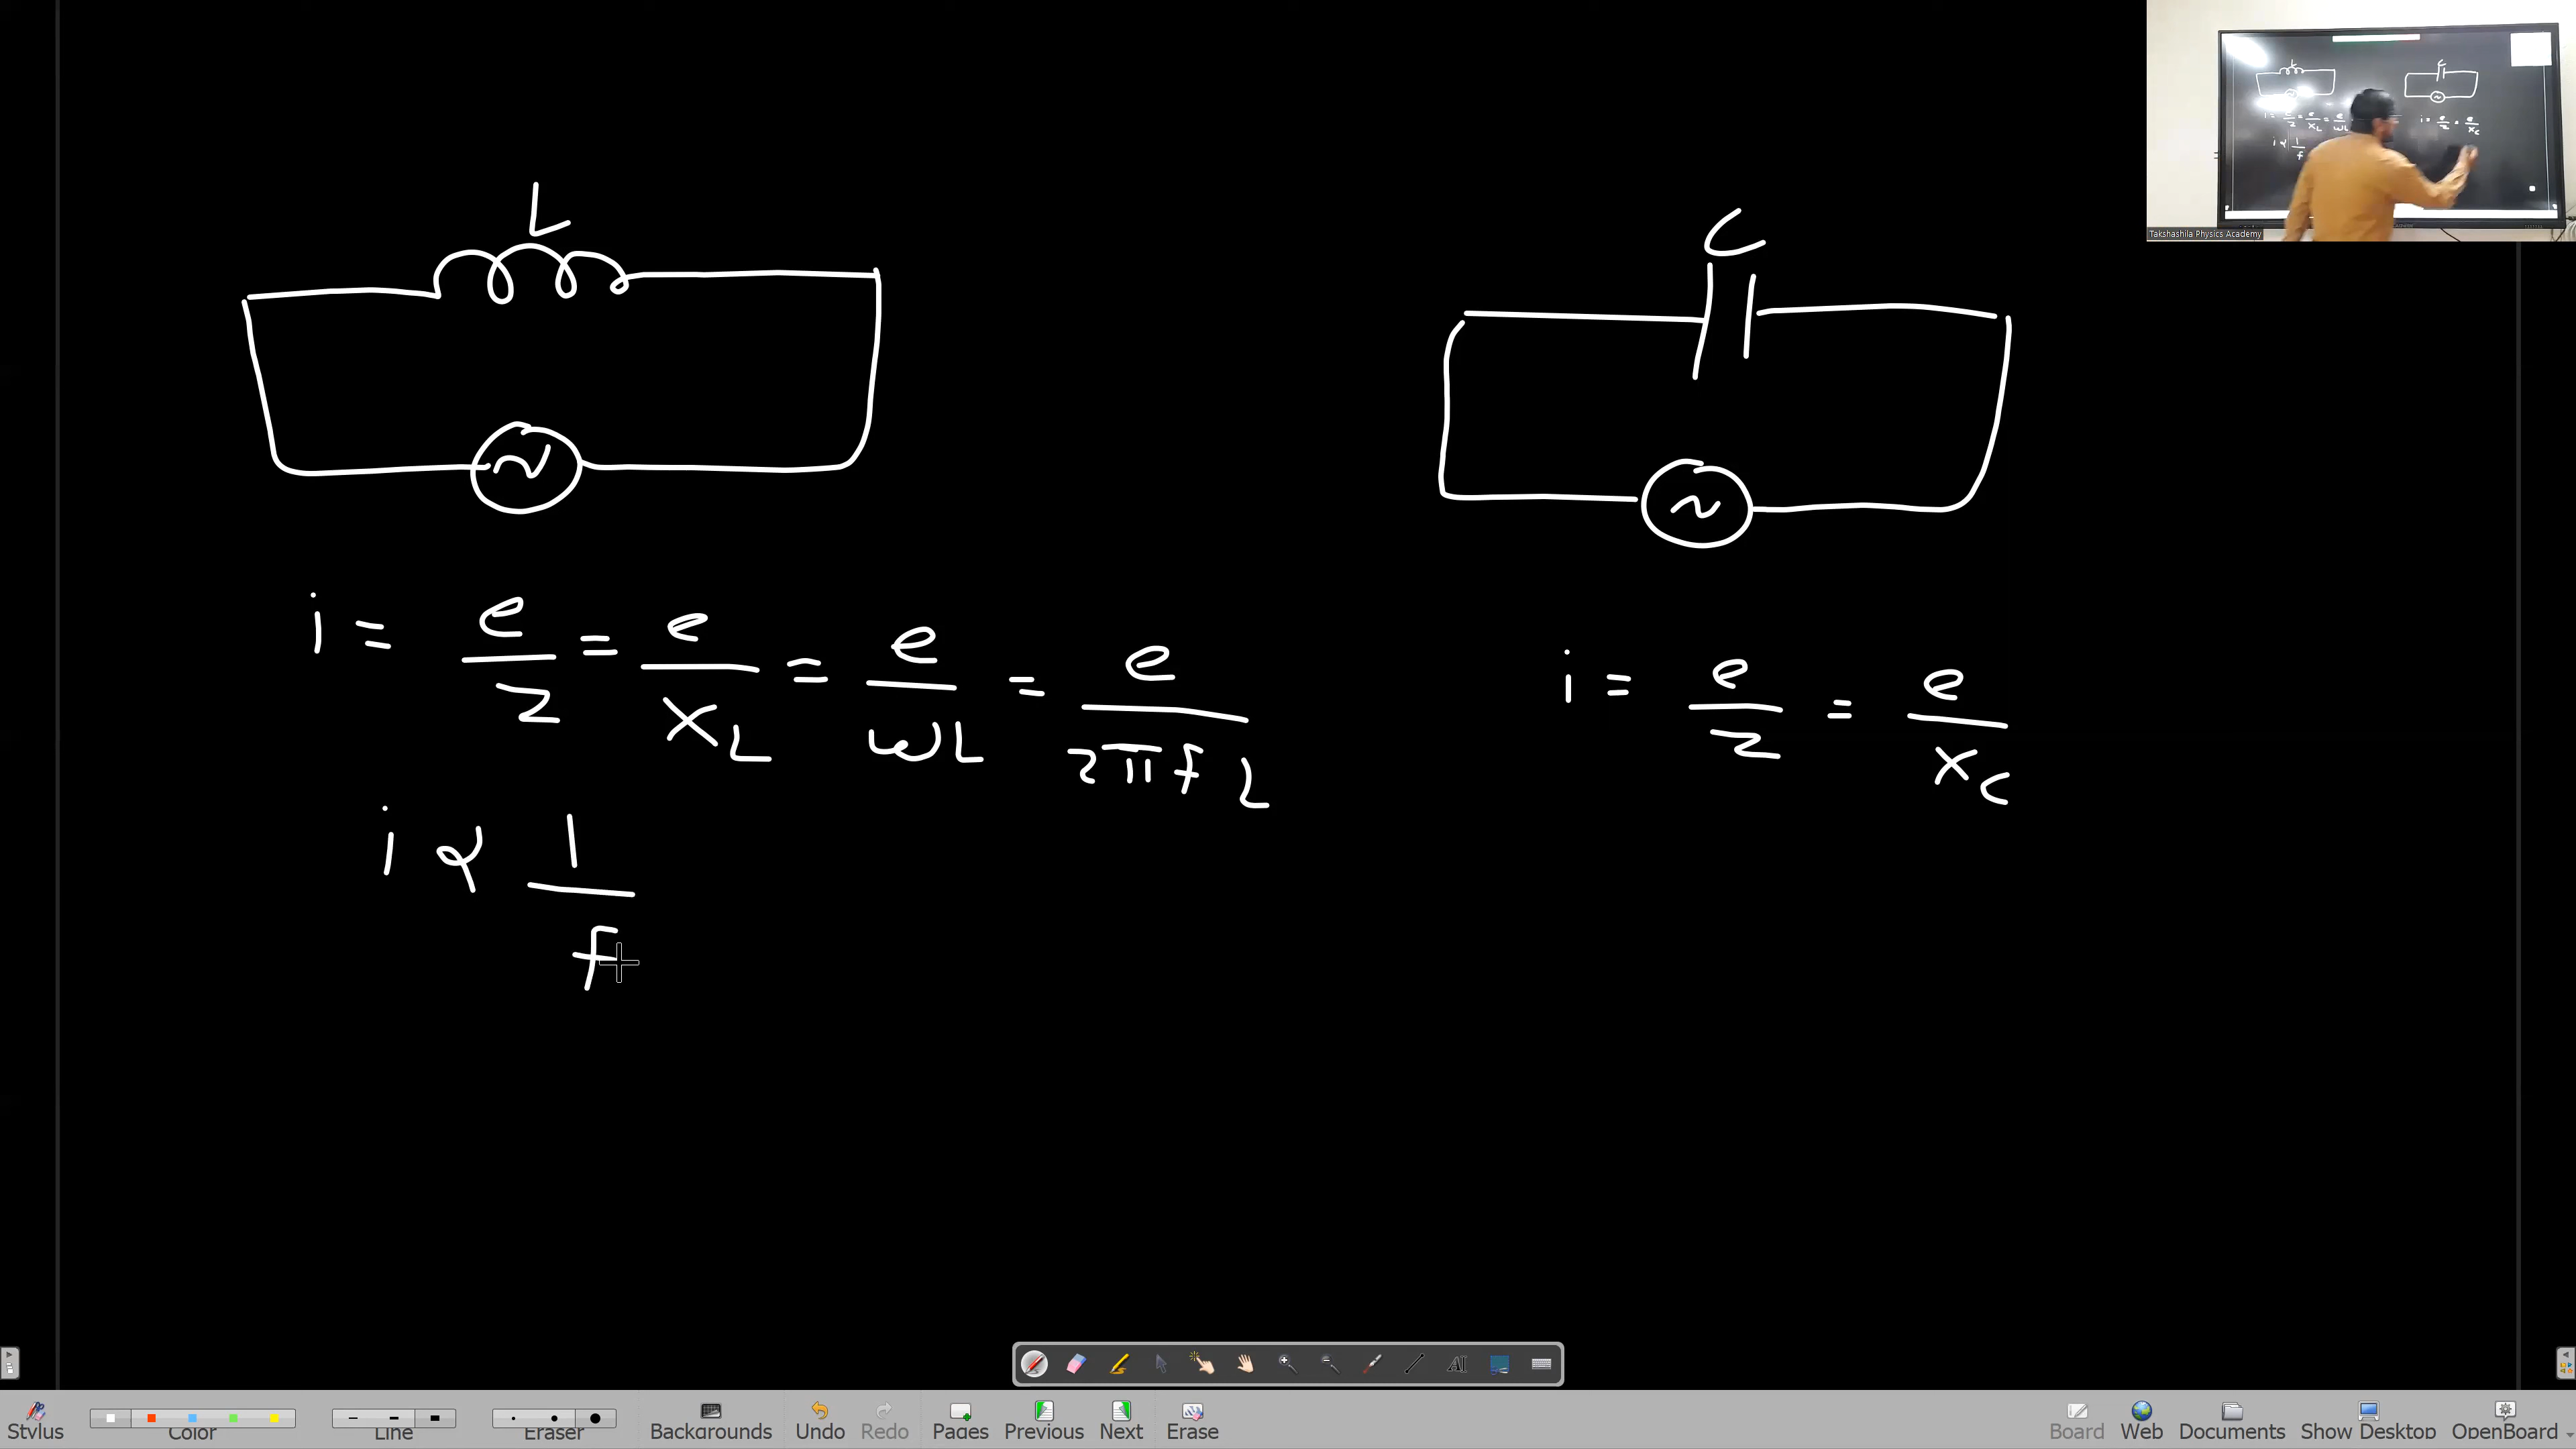 L
C
i = e/z = e/X_L = e/ωL = e/2πfL
i = e/z = e/X_C
i ∝ 1/f
Takshashila Physics Academy
Stylus Color Line Eraser Backgrounds Undo Redo Pages Previous Next Erase Board Web Documents Show Desktop OpenBoard